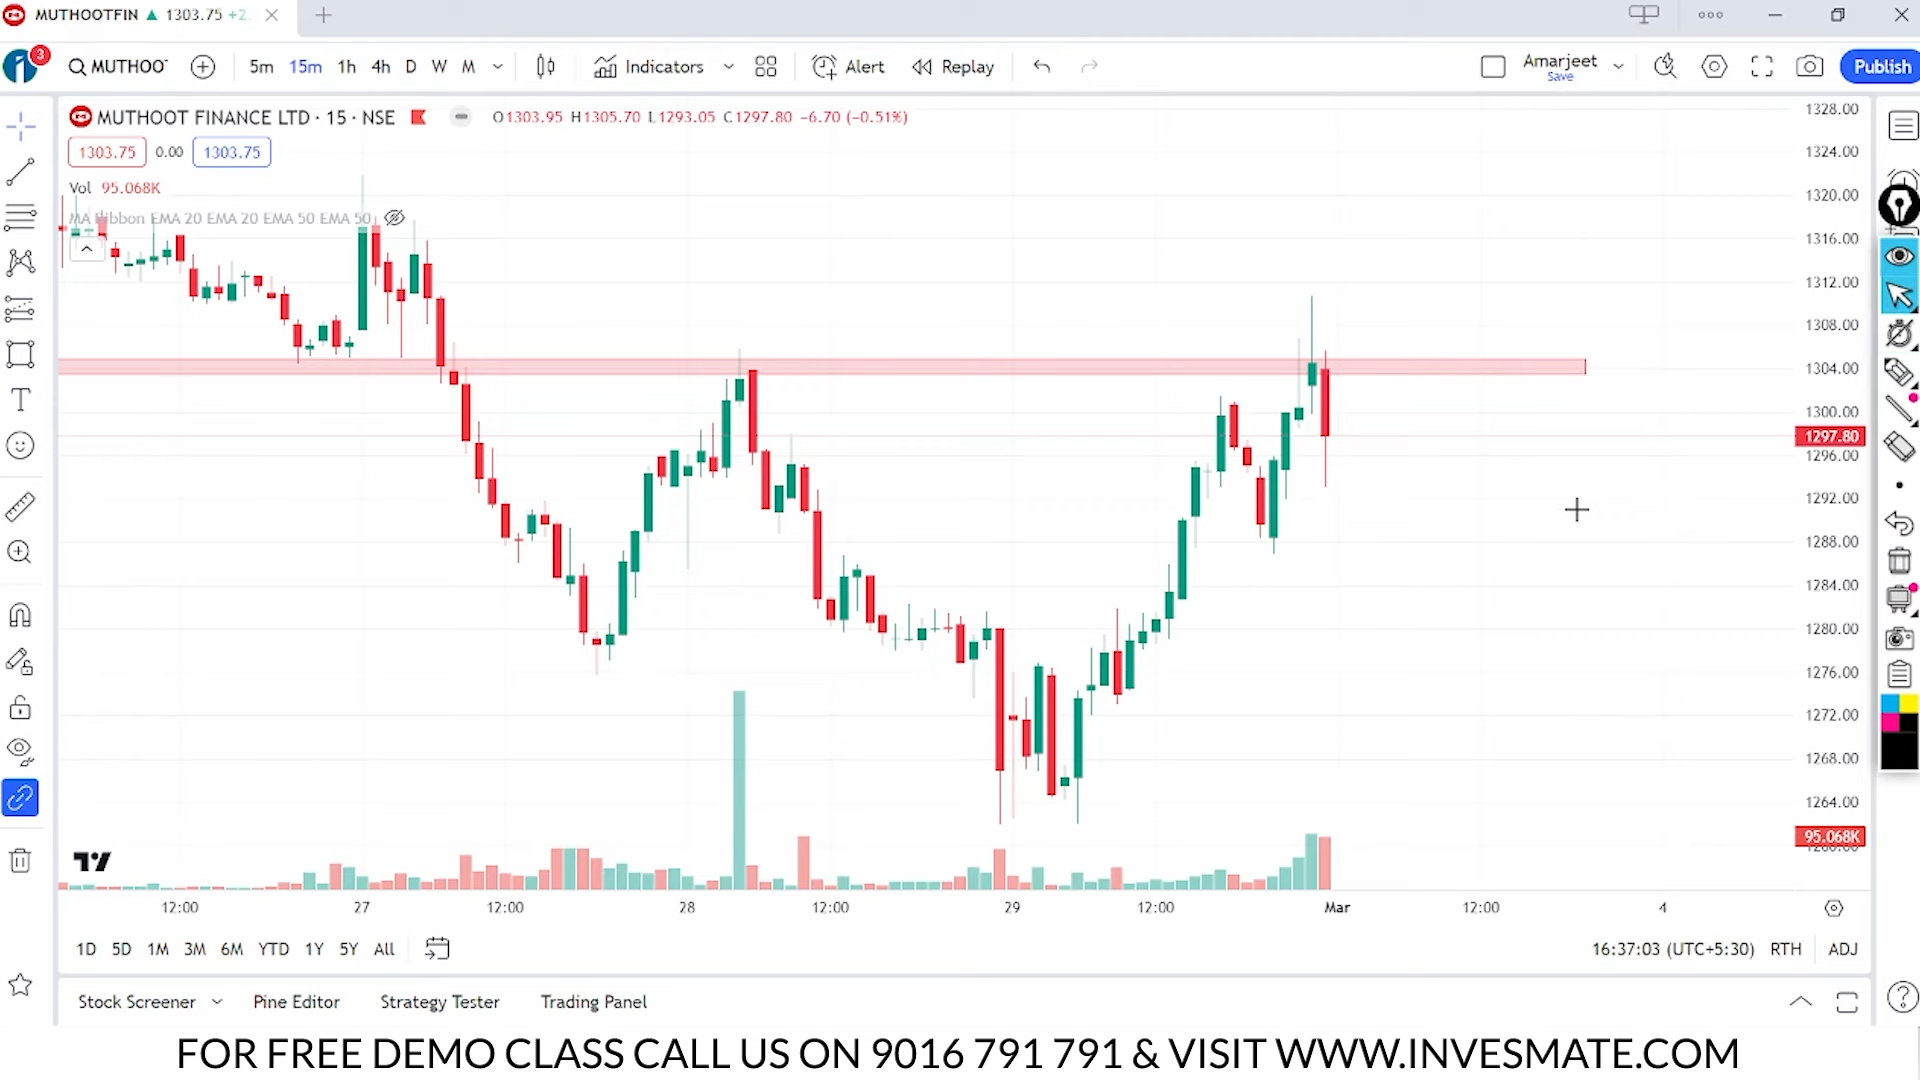 MUTHOOTFIN ▲ 1303.75 +2.
3
MUTHOO
5m 15m 1h 4h D W M
Indicators
Alert
Replay
Amarjeet
Save
Publish
MUTHOOT FINANCE LTD · 15 · NSE
O1303.95 H1305.70 L1293.05 C1297.80 −6.70 (−0.51%)
1303.75 0.00 1303.75
Vol 95.068K
MA Ribbon EMA 20 EMA 20 EMA 50 EMA 50
1328.00
1324.00
1320.00
1316.00
1312.00
1308.00
1304.00
1300.00
1297.80
1296.00
1292.00
1288.00
1284.00
1280.00
1276.00
1272.00
1268.00
1264.00
95.068K
12:00 27 12:00 28 12:00 29 12:00 Mar 12:00 4
1D 5D 1M 3M 6M YTD 1Y 5Y All
16:37:03 (UTC+5:30) RTH ADJ
Stock Screener Pine Editor Strategy Tester Trading Panel
FOR FREE DEMO CLASS CALL US ON 9016 791 791 & VISIT WWW.INVESMATE.COM